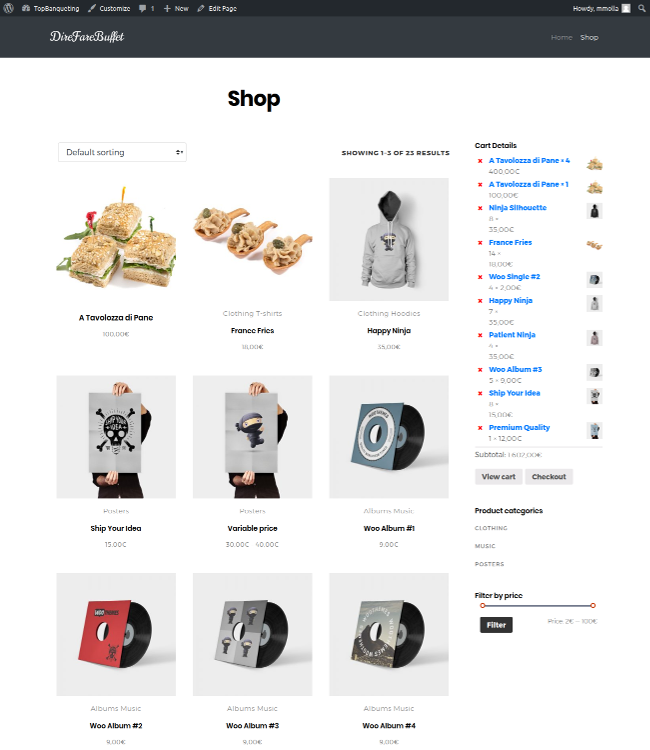 TopBanqueting
Customize
1
New
Edit Page
Howdy, mmolla
DireFareBuffet
Home
Shop
Shop
Default sorting
SHOWING 1-3 OF 23 RESULTS
A Tavolozza di Pane
100,00€
Clothing T-shirts
France Fries
18,00€
Clothing Hoodies
Happy Ninja
35,00€
SHIP YOUR
IDEA
Posters
Ship Your Idea
15,00€
Posters
Variable price
30,00€ 40,00€
Albums Music
Woo Album #1
9,00€
Albums Music
Woo Album #2
9,00€
Albums Music
Woo Album #3
9,00€
Albums Music
Woo Album #4
9,00€
Cart Details
× A Tavolozza di Pane × 4
400,00€
× A Tavolozza di Pane × 1
100,00€
× Ninja Silhouette
35,00€
× France Fries
14 ×
18,00€
× Woo Single #2
4 × 2,00€
× Happy Ninja
7 ×
35,00€
× Patient Ninja
4 ×
35,00€
× Woo Album #3
5 × 9,00€
× Ship Your Idea
15,00€
× Premium Quality
1 × 12,00€
Subtotal:
View cart
Checkout
Product categories
CLOTHING
MUSIC
POSTERS
Filter by price
Filter
Price: 2€ — 100€